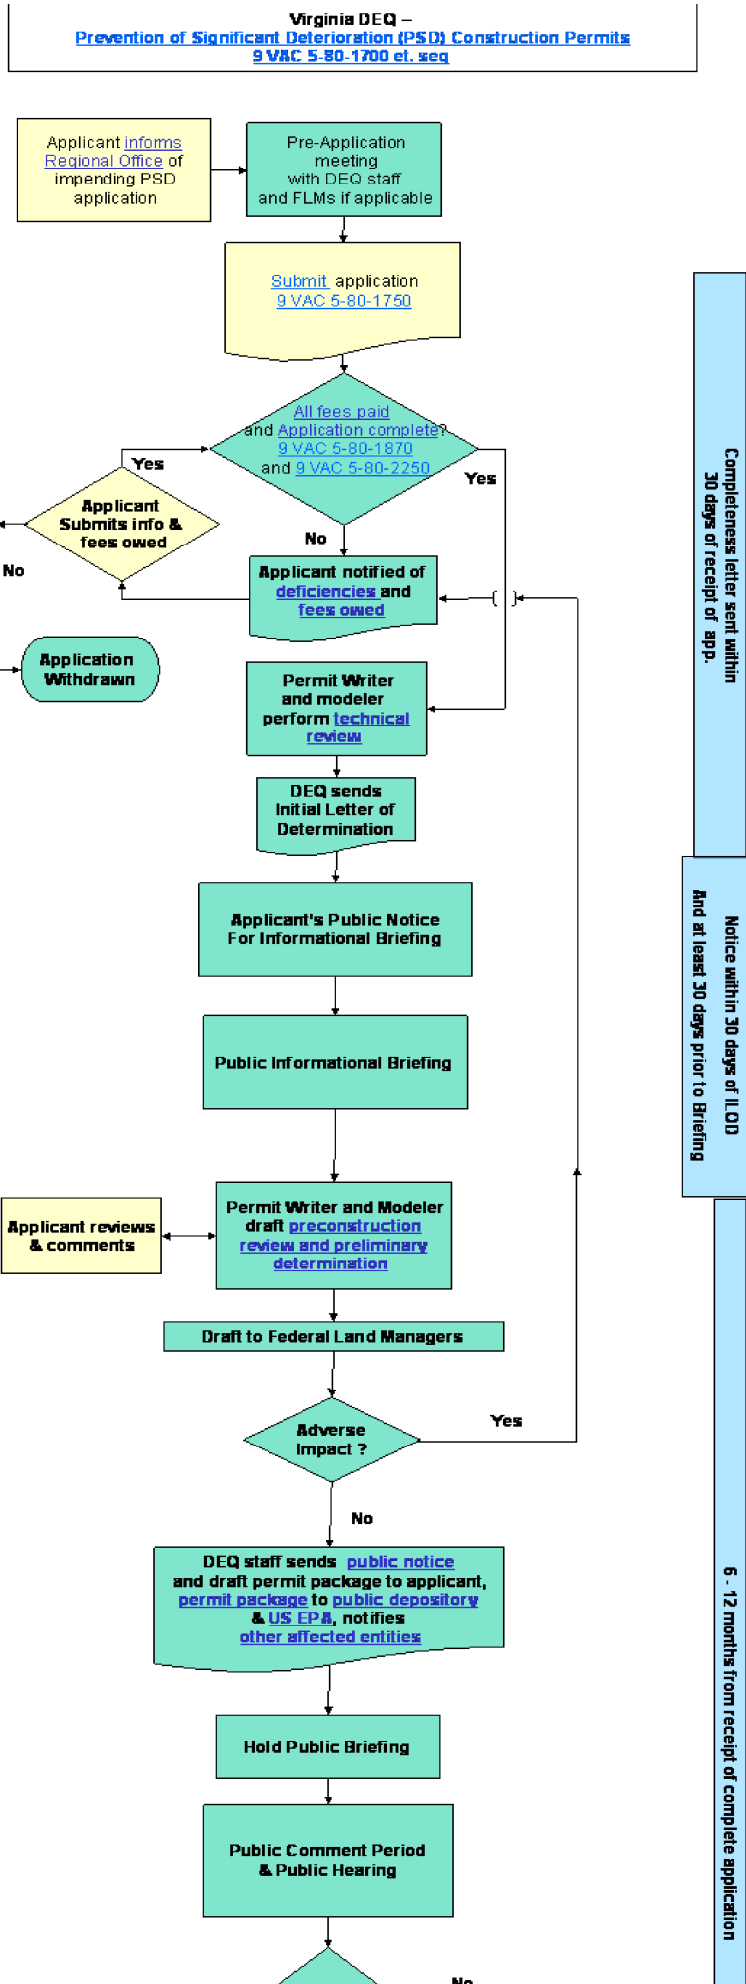 Virginia DEQ –
Prevention of Significant Deterioration (PSD) Construction Permits
9 VAC 5-80-1700 et. seq
Applicant informs
Regional Office of
impending PSD
application
Pre-Application
meeting
with DEQ staff
and FLMs if applicable
Submit application
9 VAC 5-80-1750
All fees paid
and Application complete?
9 VAC 5-80-1870
and 9 VAC 5-80-2250
Yes
Yes
Applicant
Submits info &
fees owed
No
No
Applicant notified of
deficiencies and
fees owed
Application
Withdrawn
Permit Writer
and modeler
perform technical
review
DEQ sends
Initial Letter of
Determination
Applicant's Public Notice
For Informational Briefing
Public Informational Briefing
Permit Writer and Modeler
draft preconstruction
review and preliminary
determination
Applicant reviews
& comments
Draft to Federal Land Managers
Adverse
Impact ?
Yes
No
DEQ staff sends public notice
and draft permit package to applicant,
permit package to public depository
& US EPA, notifies
other affected entities
Hold Public Briefing
Public Comment Period
& Public Hearing
No
Completeness letter sent within
30 days of receipt of app.
Notice within 30 days of ILOD
And at least 30 days prior to Briefing
6 - 12 months from receipt of complete application